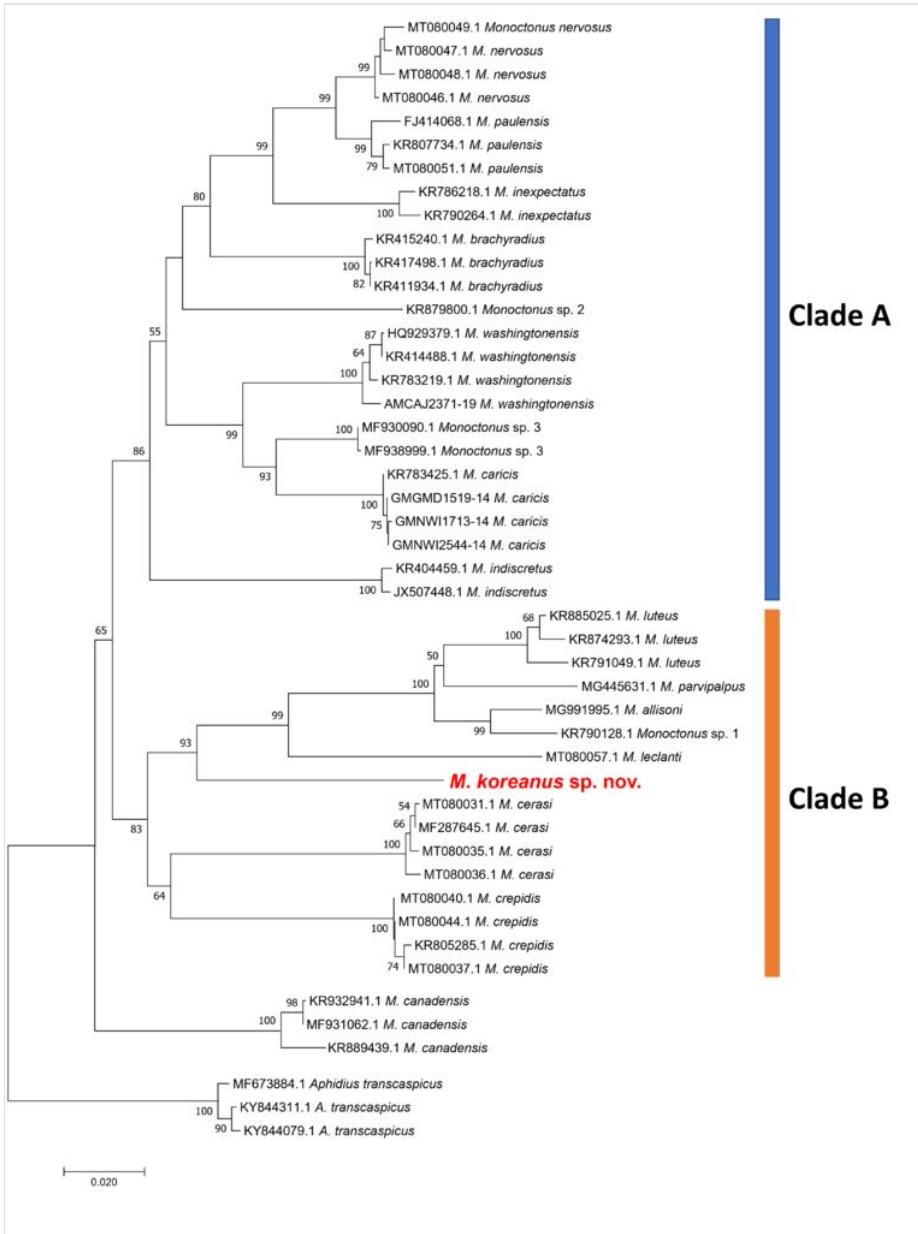 MT080049.1 Monoctonus nervosus
MT080047.1 M. nervosus
99
MT080048.1 M. nervosus
99
MT080046.1 M. nervosus
FJ414068.1 M. paulensis
99
99
KR807734.1 M. paulensis
79
MT080051.1 M. paulensis
KR786218.1 M. inexpectatus
80
100
KR790264.1 M. inexpectatus
KR415240.1 M. brachyradius
100
KR417498.1 M. brachyradius
82
KR411934.1 M. brachyradius
KR879800.1 Monoctonus sp. 2
Clade A
55
87
HQ929379.1 M. washingtonensis
64
KR414488.1 M. washingtonensis
100
KR783219.1 M. washingtonensis
AMCAJ2371-19 M. washingtonensis
99
100
MF930090.1 Monoctonus sp. 3
MF938999.1 Monoctonus sp. 3
86
93
KR783425.1 M. caricis
100
GMGMD1519-14 M. caricis
75
GMNWI1713-14 M. caricis
GMNWI2544-14 M. caricis
KR404459.1 M. indiscretus
100
JX507448.1 M. indiscretus
68
KR885025.1 M. luteus
65
100
KR874293.1 M. luteus
50
KR791049.1 M. luteus
100
MG445631.1 M. parvipalpus
MG991995.1 M. allisoni
99
99
KR790128.1 Monoctonus sp. 1
93
MT080057.1 M. leclanti
M. koreanus sp. nov.
Clade B
54
MT080031.1 M. cerasi
83
66
MF287645.1 M. cerasi
100
MT080035.1 M. cerasi
MT080036.1 M. cerasi
64
MT080040.1 M. crepidis
100
MT080044.1 M. crepidis
KR805285.1 M. crepidis
74
MT080037.1 M. crepidis
98
KR932941.1 M. canadensis
100
MF931062.1 M. canadensis
KR889439.1 M. canadensis
MF673884.1 Aphidius transcaspicus
100
KY844311.1 A. transcaspicus
90
KY844079.1 A. transcaspicus
0.020